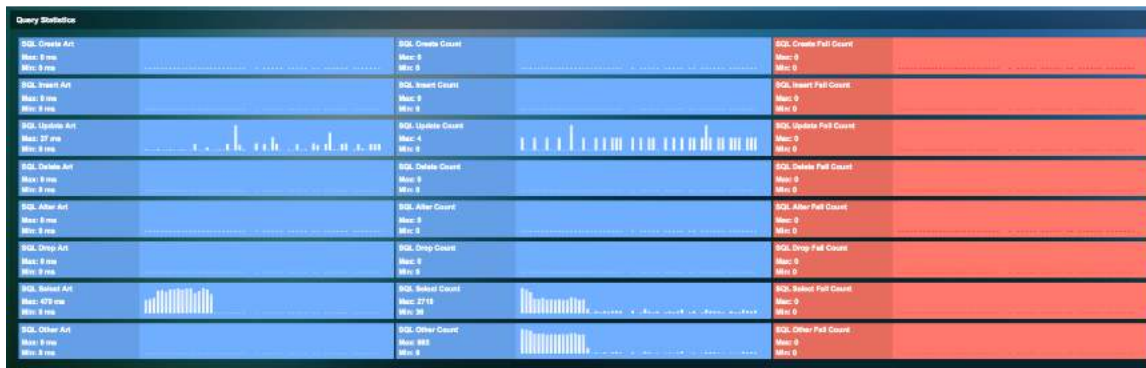 Query Statistics
SQL Create Art
Max: 0 ms
Min: 0 ms
SQL Create Count
Max: 0
Min: 0
SQL Create Fail Count
Max: 0
Min: 0
SQL Insert Art
Max: 0 ms
Min: 0 ms
SQL Insert Count
Max: 0
Min: 0
SQL Insert Fail Count
Max: 0
Min: 0
SQL Update Art
Max: 37 ms
Min: 0 ms
SQL Update Count
Max: 4
Min: 0
SQL Update Fail Count
Max: 0
Min: 0
SQL Delete Art
Max: 0 ms
Min: 0 ms
SQL Delete Count
Max: 0
Min: 0
SQL Delete Fail Count
Max: 0
Min: 0
SQL Alter Art
Max: 0 ms
Min: 0 ms
SQL Alter Count
Max: 0
Min: 0
SQL Alter Fail Count
Max: 0
Min: 0
SQL Drop Art
Max: 0 ms
Min: 0 ms
SQL Drop Count
Max: 0
Min: 0
SQL Drop Fail Count
Max: 0
Min: 0
SQL Select Art
Max: 479 ms
Min: 0 ms
SQL Select Count
Max: 2719
Min:
SQL Select Fail Count
Max: 0
Min: 0
SQL Other Art
Max: 0 ms
Min: 0 ms
SQL Other Count
Max:
Min: 0
SQL Other Fail Count
Max: 0
Min: 0